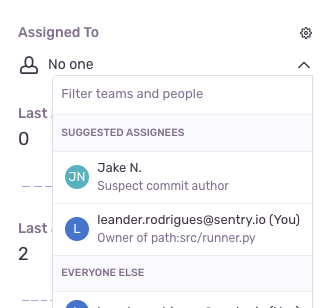 Assigned To
No one
Filter teams and people
Last
0
SUGGESTED ASSIGNEES
JN
Jake N.
Suspect commit author
L
leander.rodrigues@sentry.io (You)
Owner of path:src/runner.py
Last
2
EVERYONE ELSE